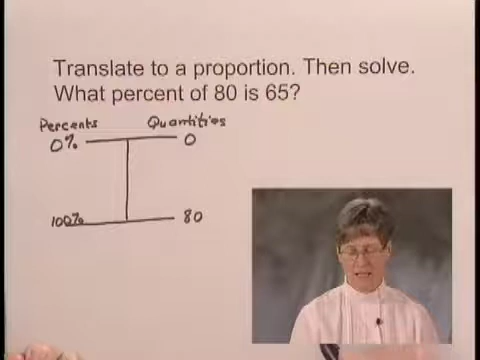 Translate to a proportion. Then solve.
What percent of 80 is 65?
Percents Quantities
0% 0
100% 80